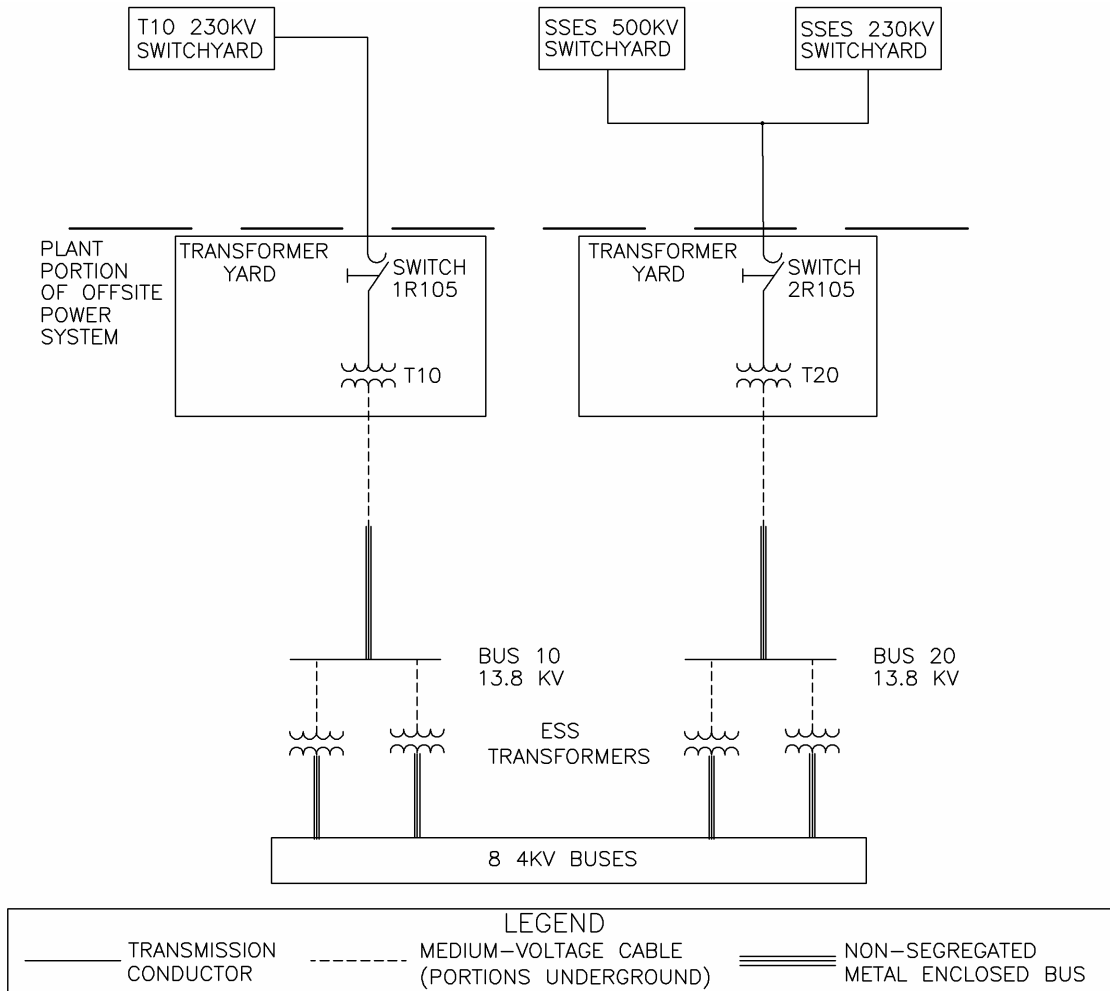 T10 230KV
SWITCHYARD
SSES 500KV
SWITCHYARD
SSES 230KV
SWITCHYARD
PLANT
PORTION
OF OFFSITE
POWER
SYSTEM
TRANSFORMER
YARD
SWITCH
1R105
T10
TRANSFORMER
YARD
SWITCH
2R105
T20
BUS 10
13.8 KV
BUS 20
13.8 KV
ESS
TRANSFORMERS
8 4KV BUSES
LEGEND
TRANSMISSION
CONDUCTOR
MEDIUM-VOLTAGE CABLE
(PORTIONS UNDERGROUND)
NON-SEGREGATED
METAL ENCLOSED BUS